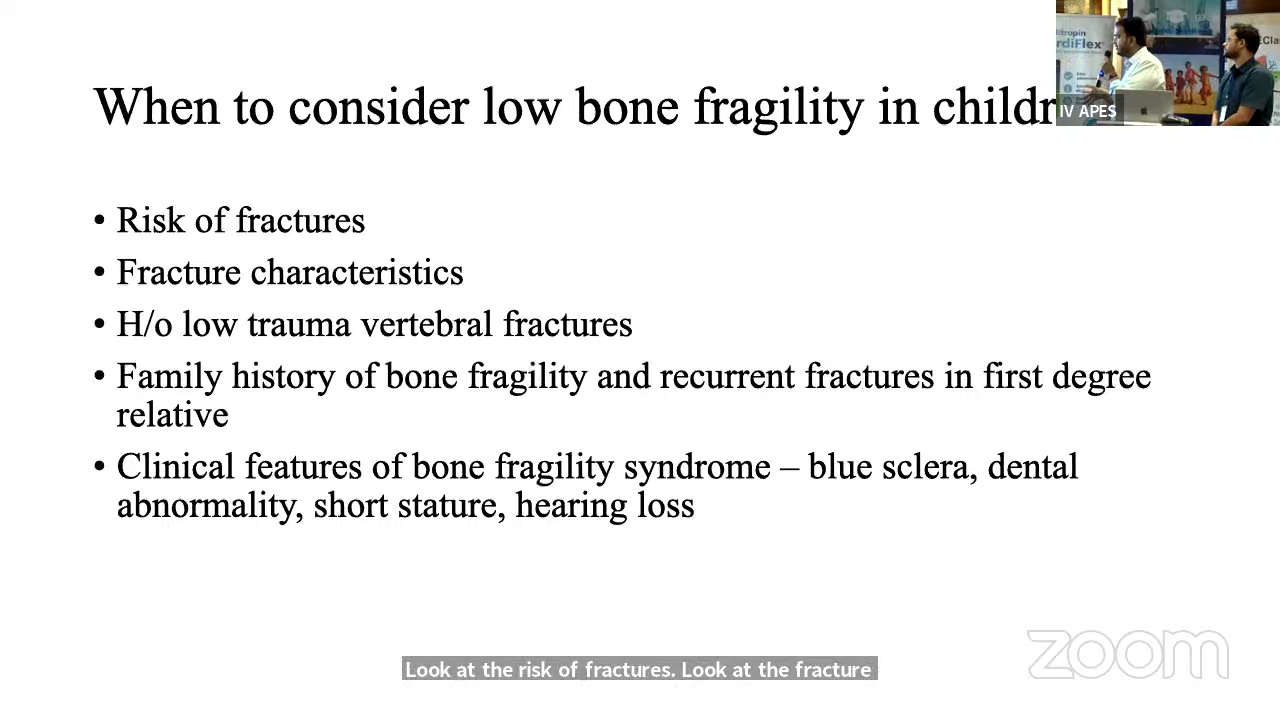 When to consider low bone fragility in childr
• Risk of fractures
• Fracture characteristics
• H/o low trauma vertebral fractures
• Family history of bone fragility and recurrent fractures in first degree
relative
• Clinical features of bone fragility syndrome – blue sclera, dental
abnormality, short stature, hearing loss
IV APES
Look at the risk of fractures. Look at the fracture
zoom